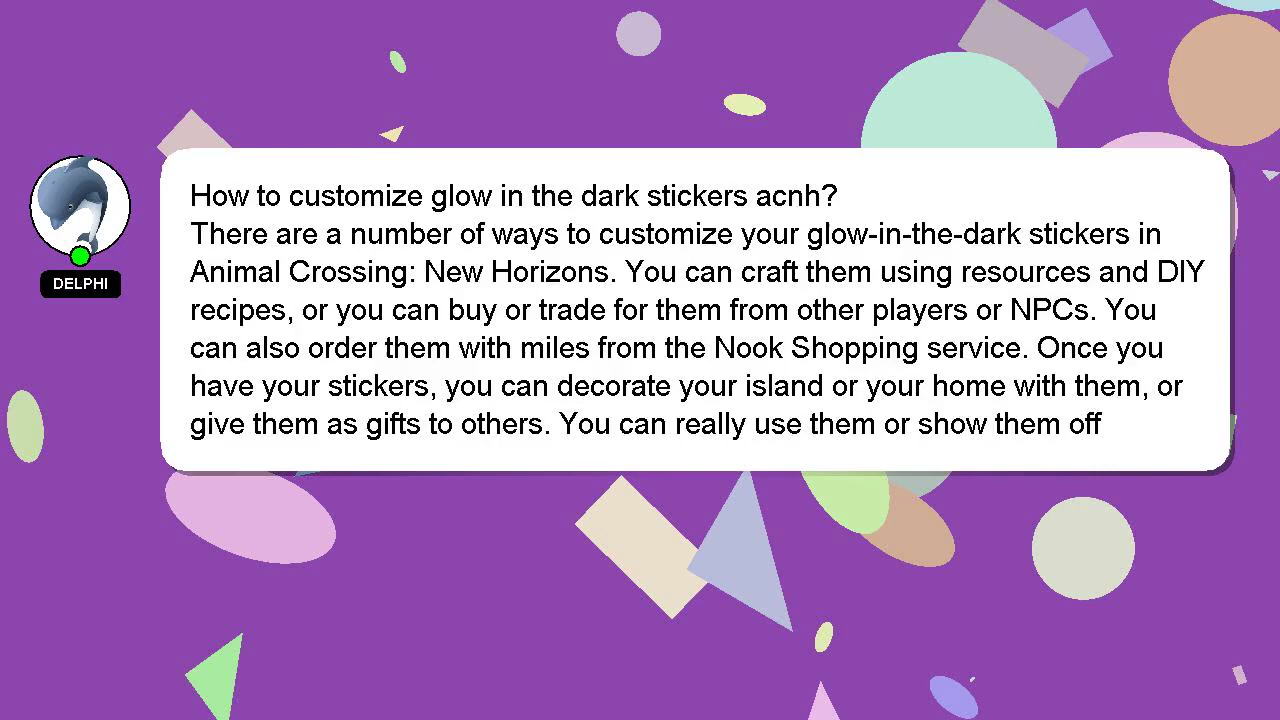 How to customize glow in the dark stickers acnh?
There are a number of ways to customize your glow-in-the-dark stickers in
Animal Crossing: New Horizons. You can craft them using resources and DIY
recipes, or you can buy or trade for them from other players or NPCs. You
can also order them with miles from the Nook Shopping service. Once you
have your stickers, you can decorate your island or your home with them, or
give them as gifts to others. You can really use them or show them off
DELPHI